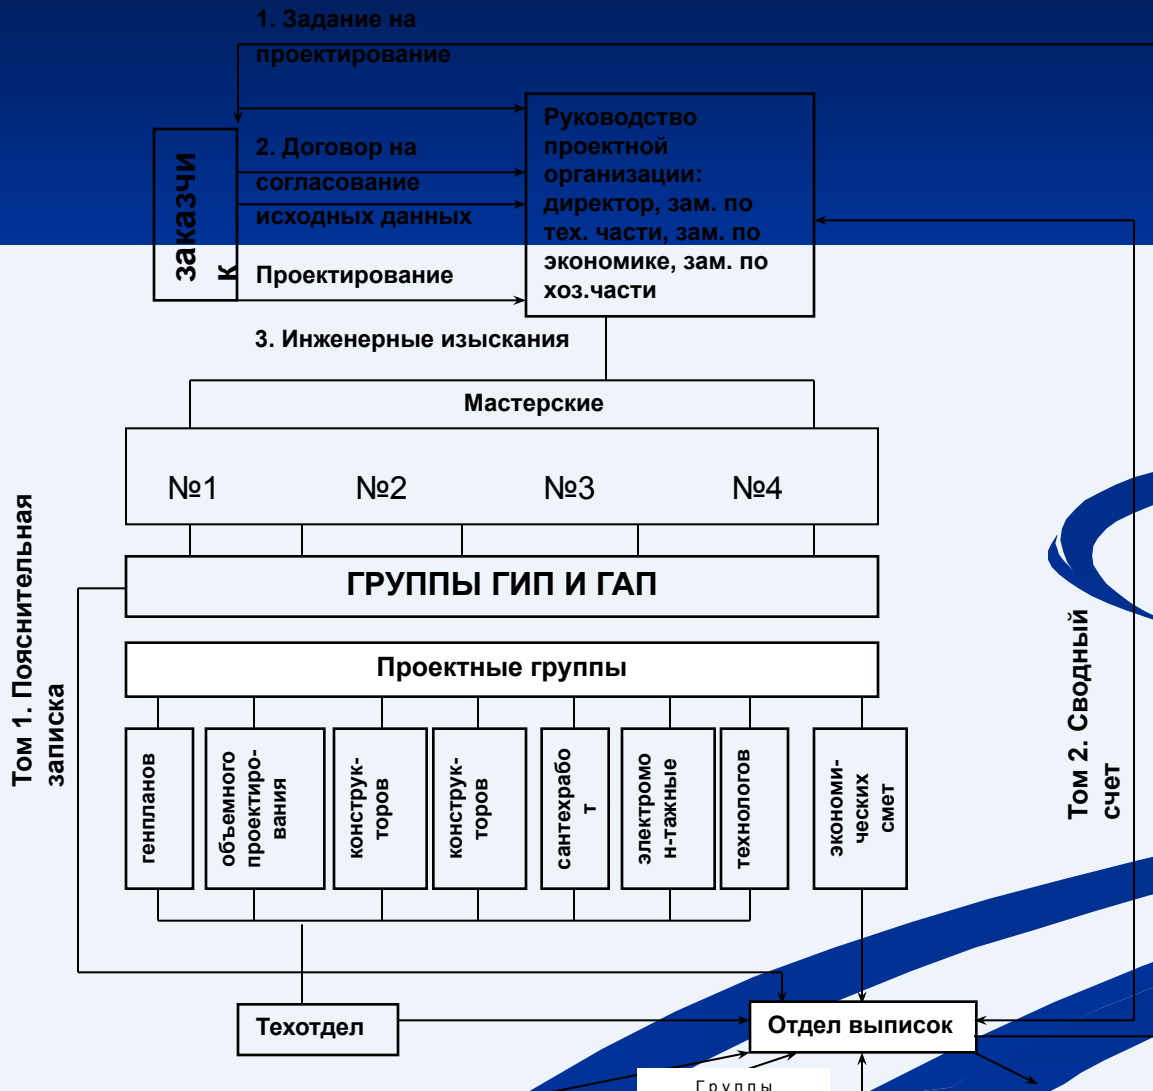 1. Задание на
проектирование
заказчи
к
2. Договор на
согласование
исходных данных
Проектирование
3. Инженерные изыскания
Руководство
проектной
организации:
директор, зам. по
тех. части, зам. по
экономике, зам. по
хоз.части
Мастерские
№1 №2 №3 №4
ГРУППЫ ГИП И ГАП
Том 1. Пояснительная
записка
Проектные группы
генпланов
объемного
проектиро-
вания
конструк-
торов
конструк-
торов
сантехрабо
т
электромо
н-тажные
технологов
экономи-
ческих
смет
Том 2. Сводный
счет
Техотдел
Отдел выписок
Группы